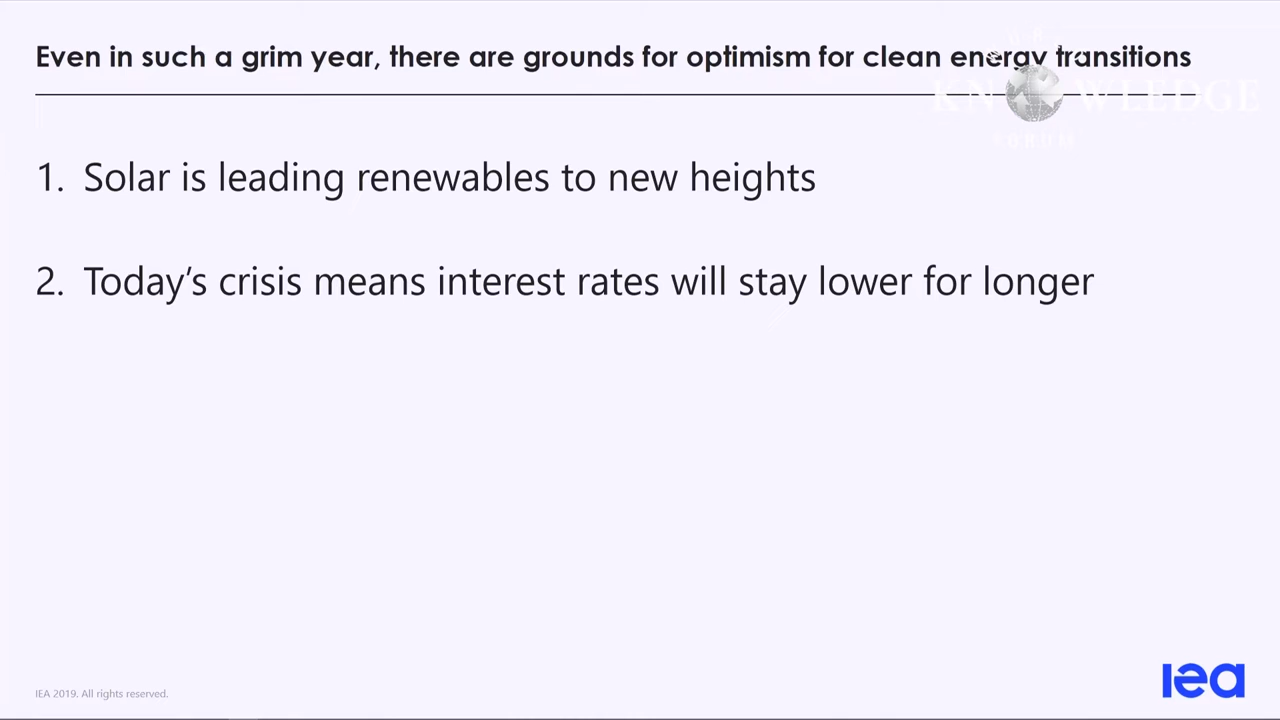 Even in such a grim year, there are grounds for optimism for clean energy transitions
KNOWLEDGE
1. Solar is leading renewables to new heights
2. Today’s crisis means interest rates will stay lower for longer
IEA 2019. All rights reserved.
iea